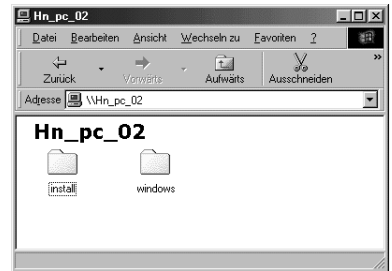 Hn_pc_02
Datei Bearbeiten Ansicht Wechseln zu Favoriten ?
Zurück Vorwärts Aufwärts Ausschneiden »
Adresse \\Hn_pc_02
Hn_pc_02
install windows